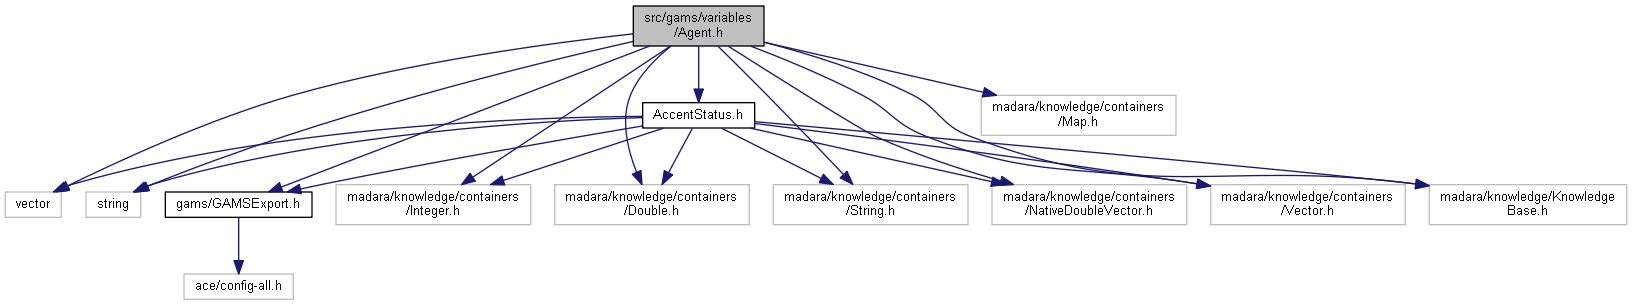 src/gams/variables
/Agent.h
AccentStatus.h
madara/knowledge/containers
/Map.h
vector
string
gams/GAMSExport.h
madara/knowledge/containers
/Integer.h
madara/knowledge/containers
/Double.h
madara/knowledge/containers
/String.h
madara/knowledge/containers
/NativeDoubleVector.h
madara/knowledge/containers
/Vector.h
madara/knowledge/Knowledge
Base.h
ace/config-all.h